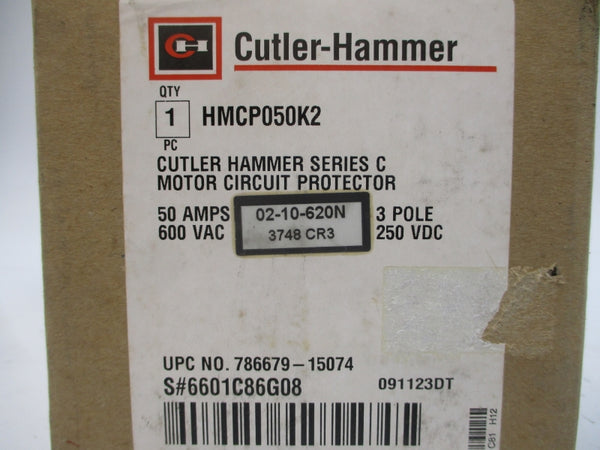 CH Cutler-Hammer
QTY
1 HMCP050K2
PC
CUTLER HAMMER SERIES C
MOTOR CIRCUIT PROTECTOR
50 AMPS 02-10-620N 3 POLE
600 VAC 3748 CR3 250 VDC
UPC NO. 786679-15074
S#6601C86G08 091123DT
C81 H12